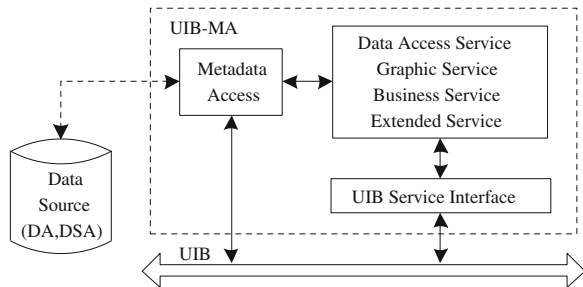 UIB-MA
Metadata
Access
Data Access Service
Graphic Service
Business Service
Extended Service
UIB Service Interface
Data
Source
(DA,DSA)
UIB